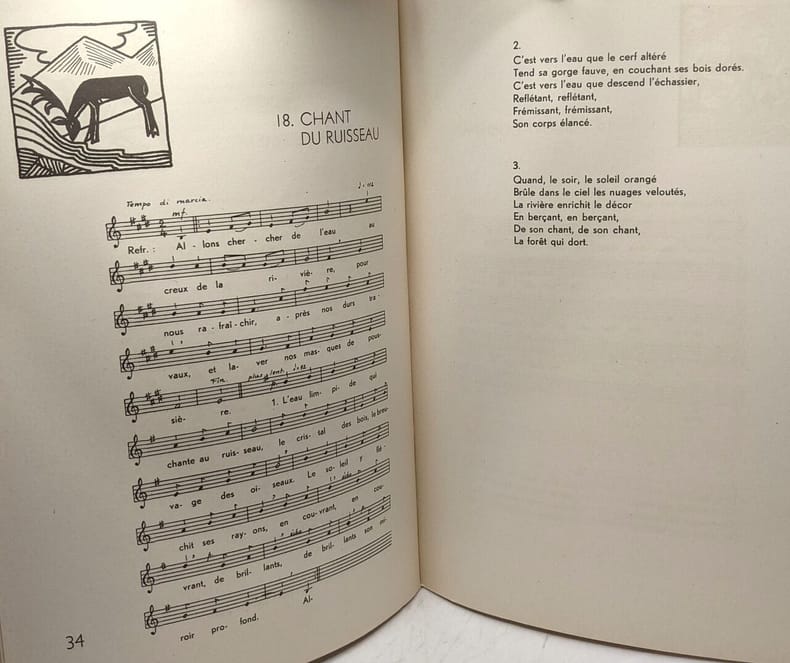 18. CHANT
DU RUISSEAU
Tempo di marcia.
mf.
Refr. : Al - lons cher - cher de l'eau au
creux de la ri- viè- re, pour
nous ra - fraî - chir, a - près nos durs tra -
vaux, et la- ver nos mas- ques de pous-
Fin. plus lent.
siè- re. 1. L'eau lim- pi- de qui
chante au ruis- seau, le cris- tal des bois, le breu-
va- ge des oi- seaux. Le so- leil y flé -
chit ses ray- ons, en cou-vrant, en cou-
vrant, de bril- lants, de bril- lants son mi-
roir pro- fond. Al-
34
2.
C'est vers l'eau que le cerf altéré
Tend sa gorge fauve, en couchant ses bois dorés.
C'est vers l'eau que descend l'échassier,
Reflétant, reflétant,
Frémissant, frémissant,
Son corps élancé.
3.
Quand, le soir, le soleil orangé
Brûle dans le ciel les nuages veloutés,
La rivière enrichit le décor
En berçant, en berçant,
De son chant, de son chant,
La forêt qui dort.